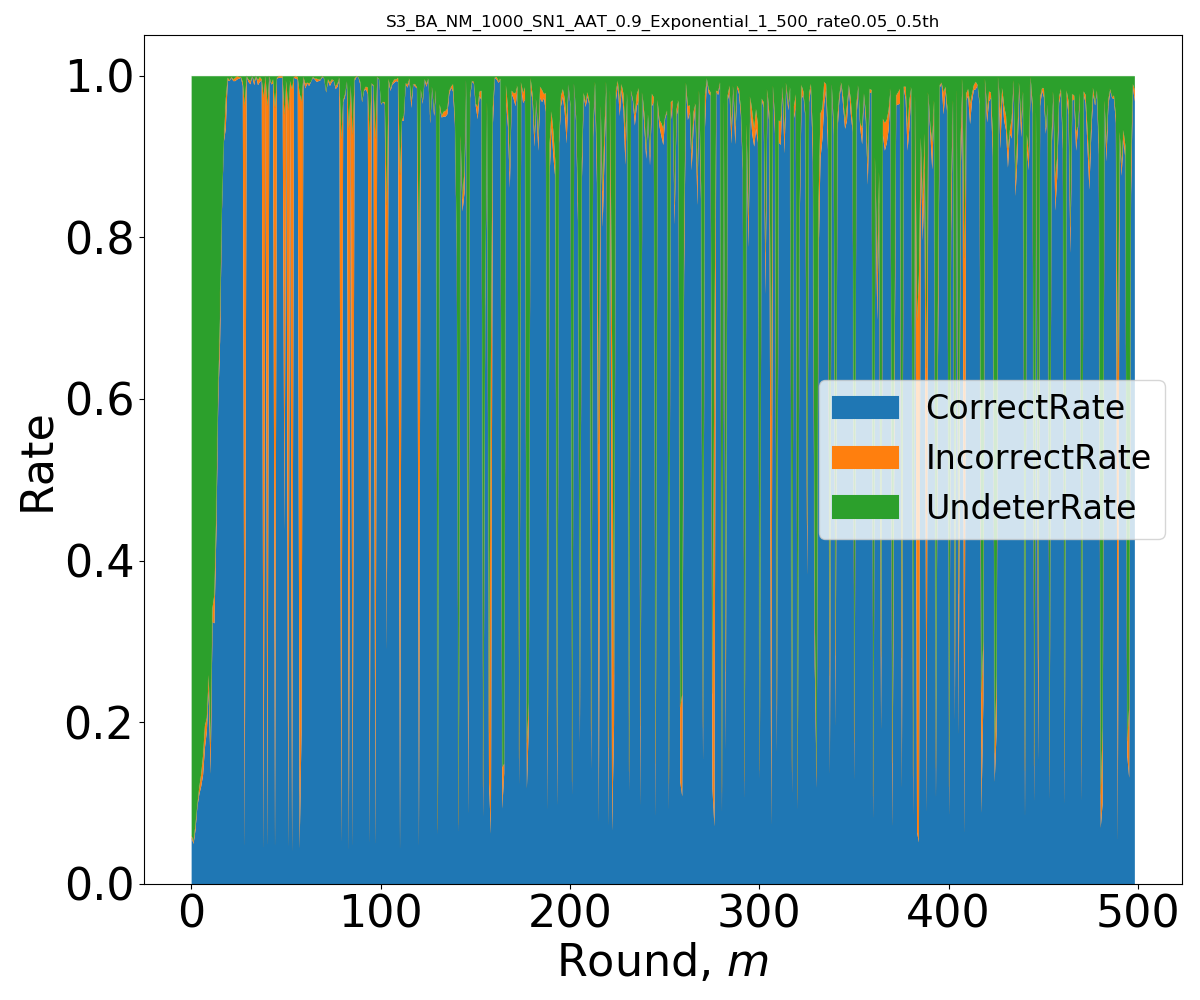 S3_BA_NM_1000_SN1_AAT_0.9_Exponential_1_500_rate0.05_0.5th
1.0
0.8
0.6
0.4
0.2
0.0
Rate
CorrectRate
IncorrectRate
UndeterRate
0 100 200 300 400 500
Round, m